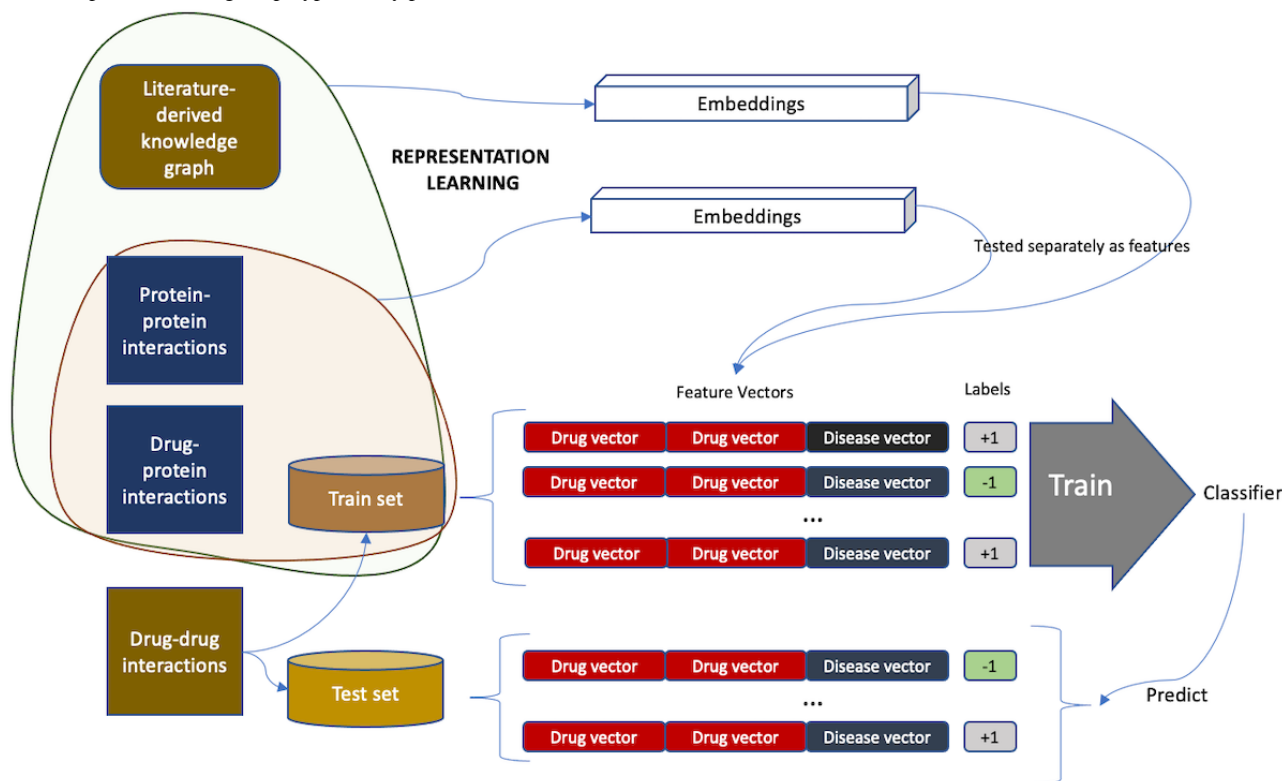 Literature-
derived
knowledge
graph
Embeddings
REPRESENTATION
LEARNING
Embeddings
Tested separately as features
Protein-
protein
interactions
Drug-
protein
interactions
Train set
Feature Vectors
Labels
Drug vector Drug vector Disease vector +1
Drug vector Drug vector Disease vector -1
...
Drug vector Drug vector Disease vector +1
Train
Classifier
Drug-drug
interactions
Test set
Drug vector Drug vector Disease vector -1
...
Drug vector Drug vector Disease vector +1
Predict